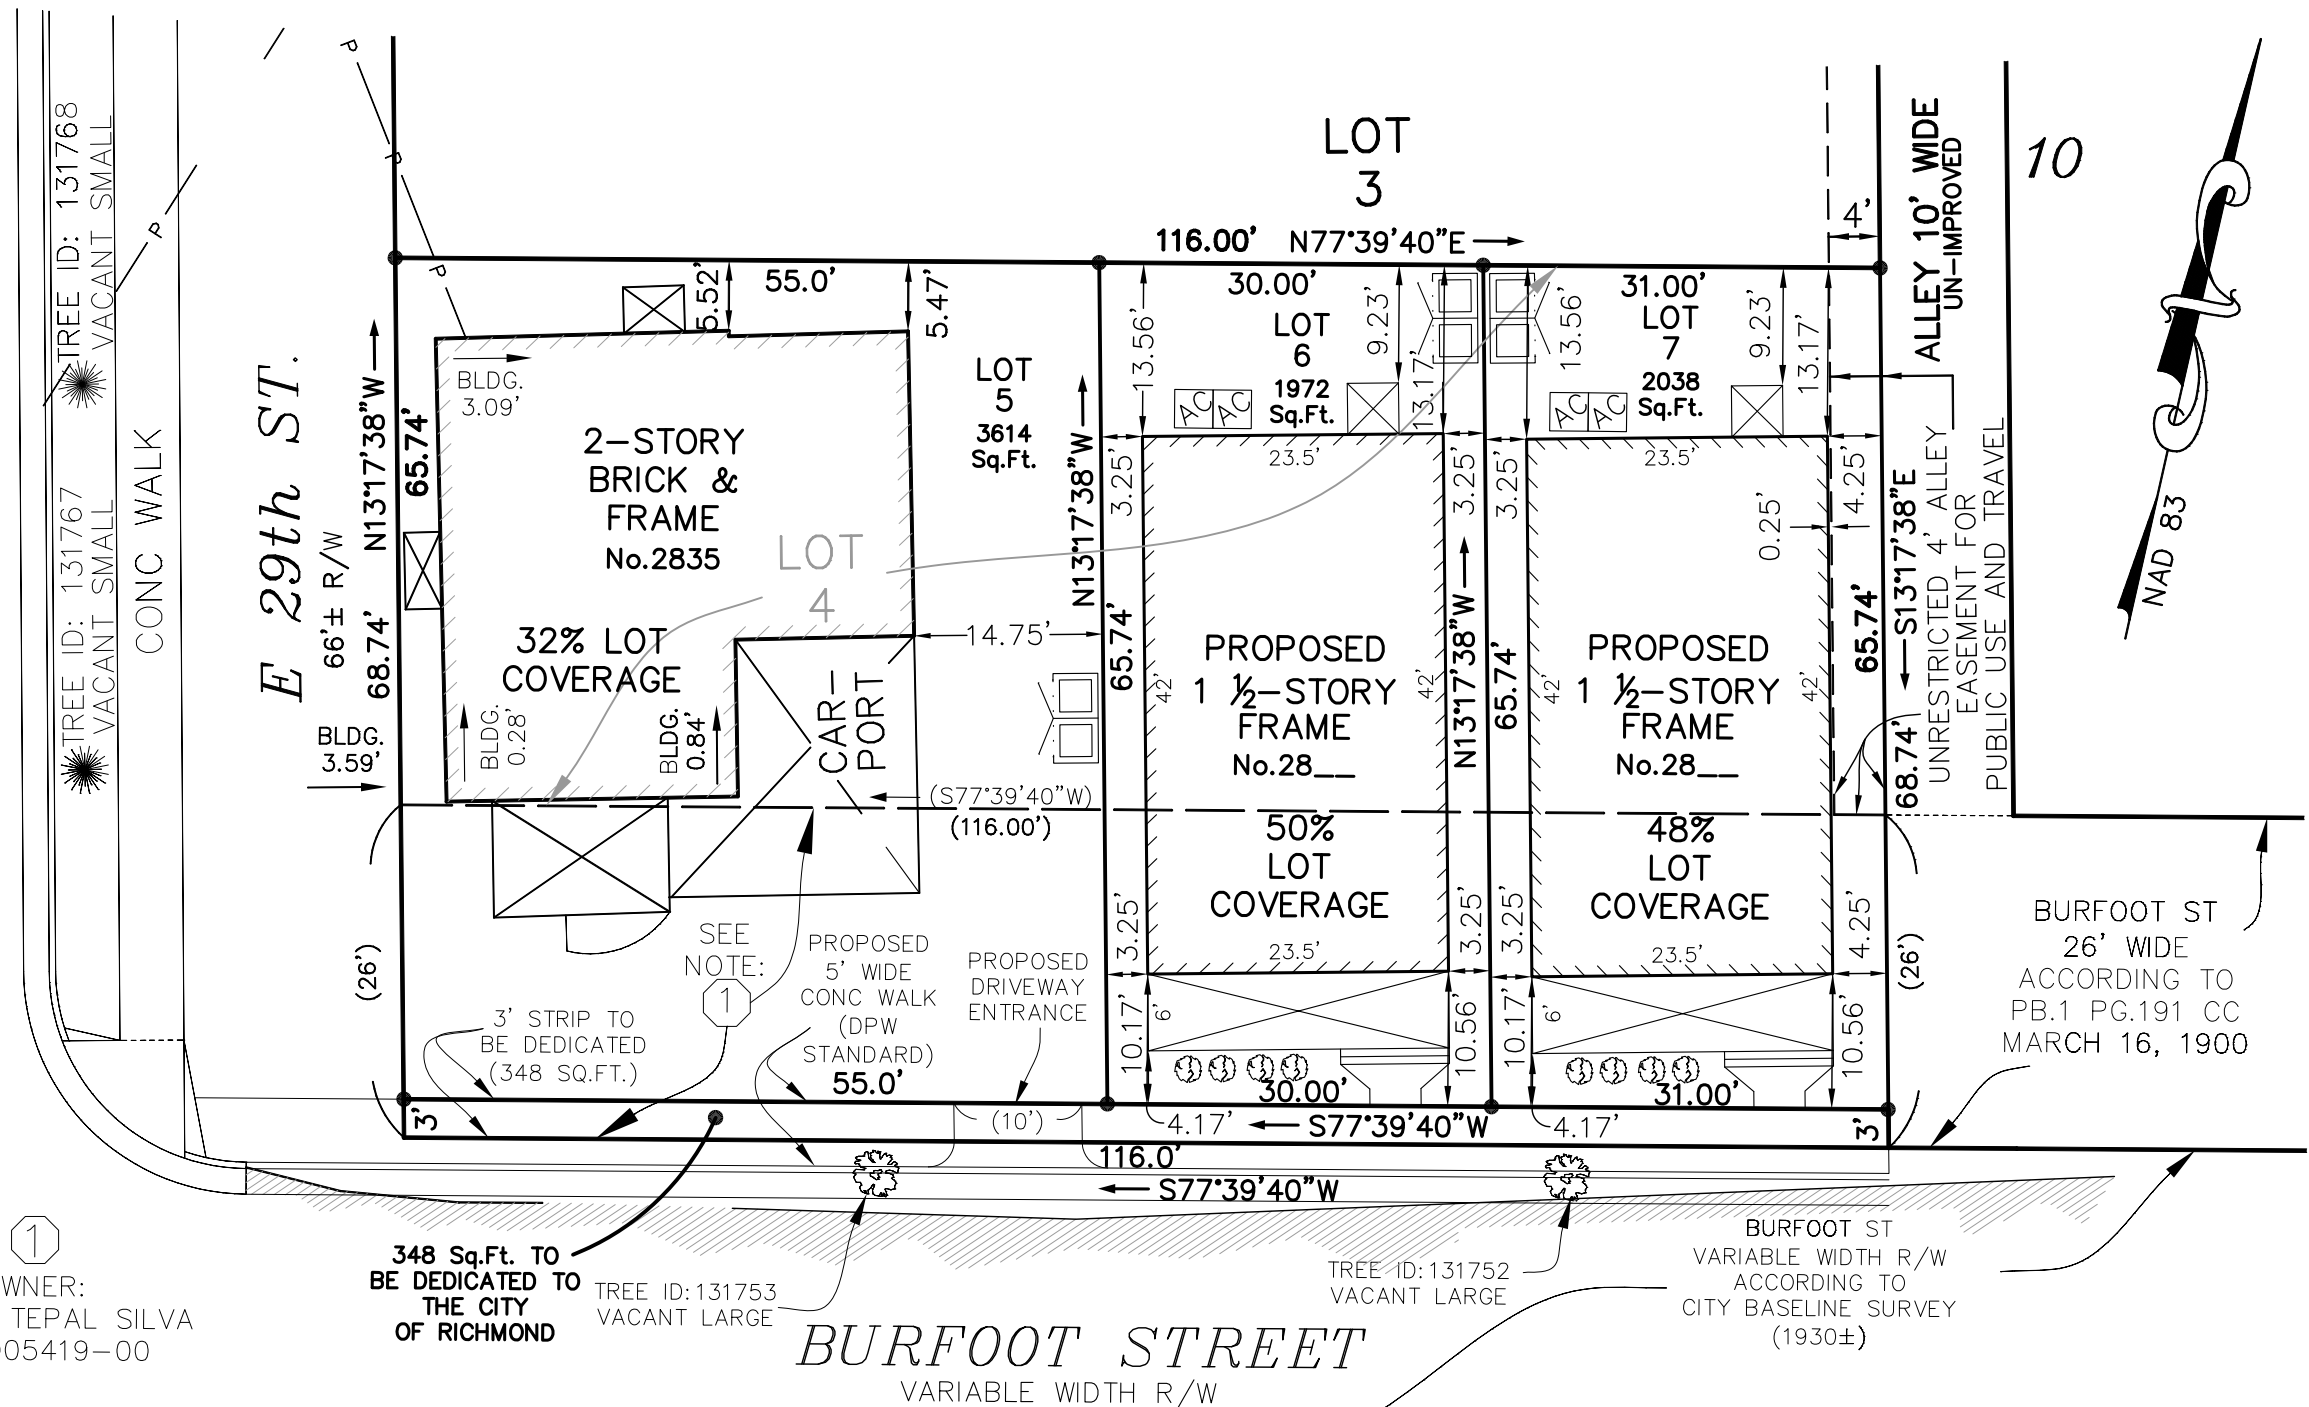 TREE ID: 131768
VACANT SMALL
TREE ID: 131767
VACANT SMALL
CONC WALK
P
P
P
P
E 29th ST.
66'± R/W
N13°17'38"W
65.74'
68.74'
BLDG.
3.59'
(26')
LOT
3
116.00' N77°39'40"E
4'
ALLEY 10' WIDE
UN-IMPROVED
10
NAD 83
5.52'
55.0'
5.47'
BLDG.
3.09'
2-STORY
BRICK &
FRAME
No.2835
LOT
4
32% LOT
COVERAGE
BLDG.
0.28'
BLDG.
0.84'
CAR-
PORT
14.75'
LOT
5
3614
Sq.Ft.
N13°17'38"W
65.74'
(S77°39'40"W)
(116.00')
30.00'
LOT
6
1972
Sq.Ft.
13.56'
9.23'
13.17'
AC AC
23.5'
3.25'
3.25'
PROPOSED
1 ½-STORY
FRAME
No.28__
42'
42'
50%
LOT
COVERAGE
3.25'
3.25'
23.5'
10.17'
6'
10.56'
30.00'
4.17'
N13°17'38"W
65.74'
31.00'
LOT
7
2038
Sq.Ft.
13.56'
9.23'
13.17'
AC AC
23.5'
3.25'
4.25'
0.25'
PROPOSED
1 ½-STORY
FRAME
No.28__
42'
42'
48%
LOT
COVERAGE
3.25'
4.25'
23.5'
10.17'
6'
10.56'
31.00'
4.17'
65.74'
S13°17'38"E
68.74'
UNRESTRICTED 4' ALLEY
EASEMENT FOR
PUBLIC USE AND TRAVEL
(26')
BURFOOT ST
26' WIDE
ACCORDING TO
PB.1 PG.191 CC
MARCH 16, 1900
SEE
NOTE:
1
3' STRIP TO
BE DEDICATED
(348 SQ.FT.)
PROPOSED
5' WIDE
CONC WALK
(DPW
STANDARD)
PROPOSED
DRIVEWAY
ENTRANCE
55.0'
3'
(10')
S77°39'40"W
3'
116.0'
S77°39'40"W
1
WNER:
TEPAL SILVA
05419-00
348 Sq.Ft. TO
BE DEDICATED TO
THE CITY
OF RICHMOND
TREE ID:131753
VACANT LARGE
TREE ID:131752
VACANT LARGE
BURFOOT ST
VARIABLE WIDTH R/W
ACCORDING TO
CITY BASELINE SURVEY
(1930±)
BURFOOT STREET
VARIABLE WIDTH R/W